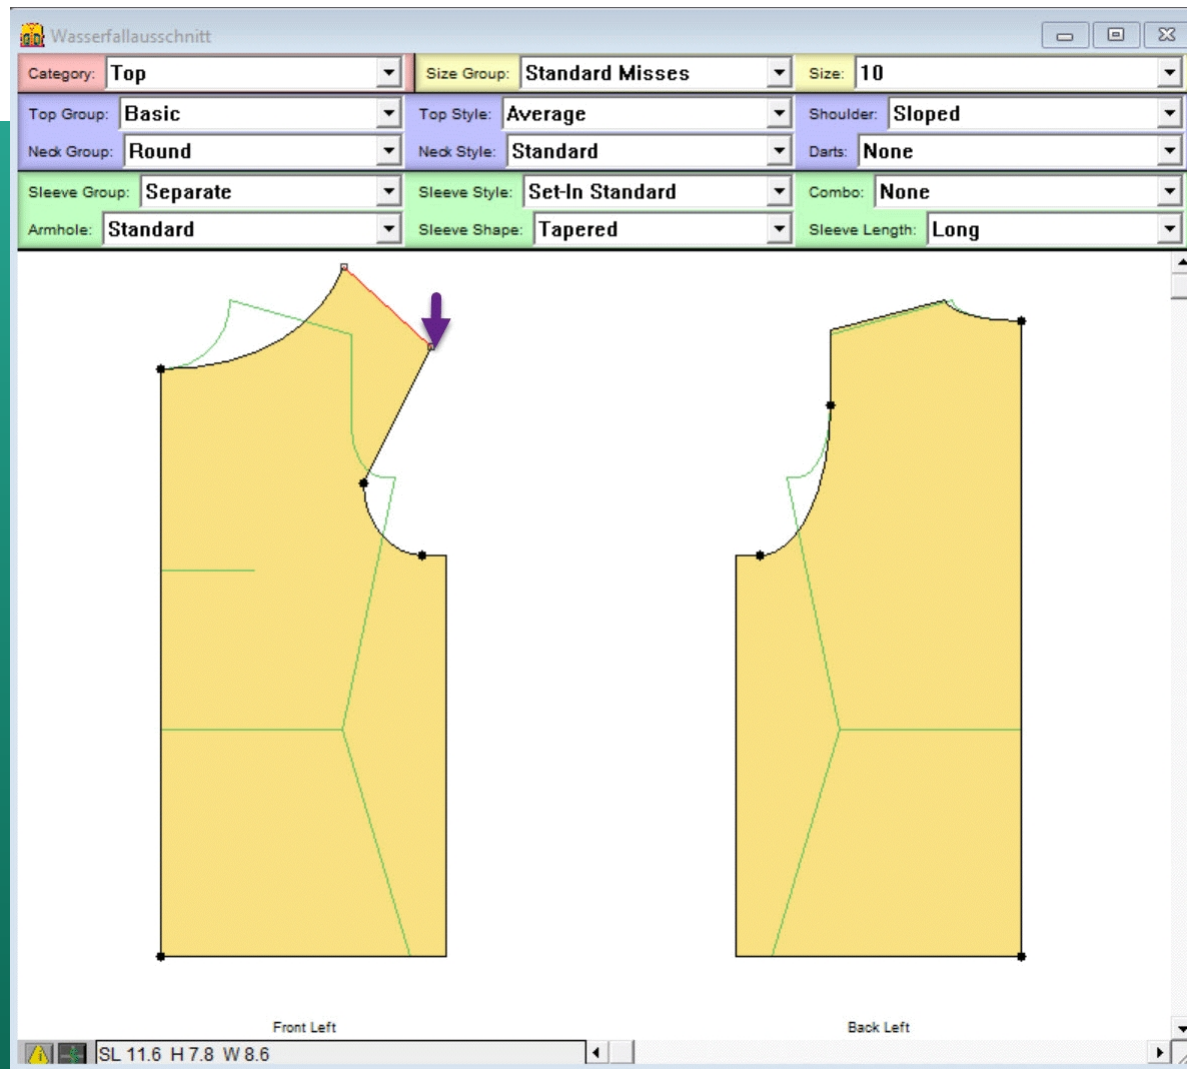 Wasserfallausschnitt
Category: Top Size Group: Standard Misses Size: 10
Top Group: Basic Top Style: Average Shoulder: Sloped
Neck Group: Round Neck Style: Standard Darts: None
Sleeve Group: Separate Sleeve Style: Set-In Standard Combo: None
Armhole: Standard Sleeve Shape: Tapered Sleeve Length: Long
Front Left Back Left
SL 11.6 H 7.8 W 8.6